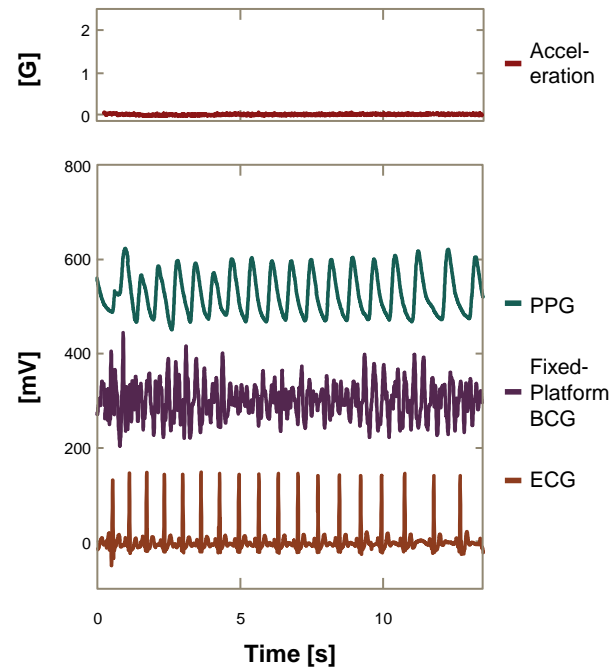 2
1
0
[G]
Accel-
eration
800
600
400
200
0
[mV]
PPG
Fixed-
Platform
BCG
ECG
0 5 10
Time [s]